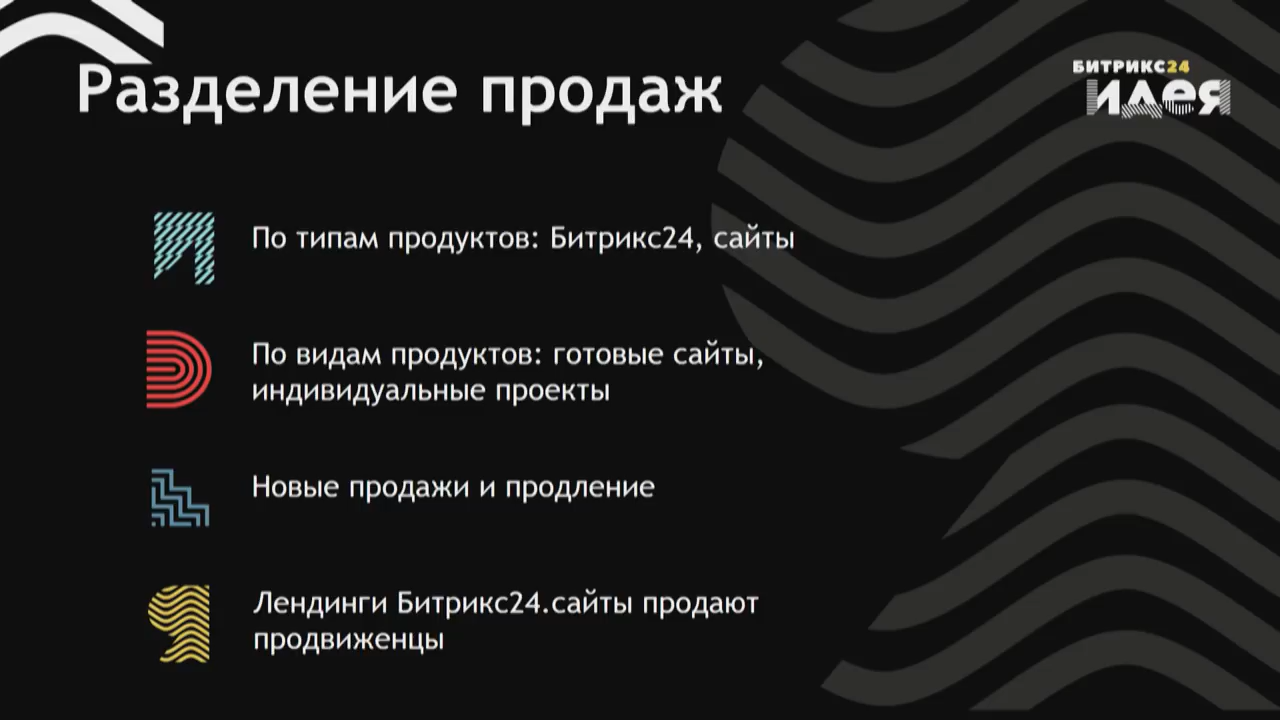 Разделение продаж
БИТРИКС24
идея
По типам продуктов: Битрикс24, сайты
По видам продуктов: готовые сайты,
индивидуальные проекты
Новые продажи и продление
Лендинги Битрикс24.сайты продают
продвиженцы